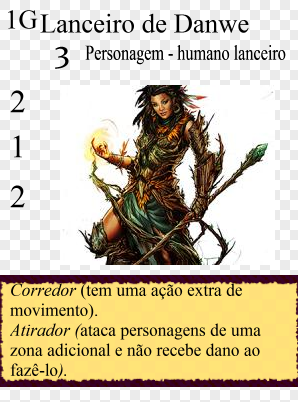 1G Lanceiro de Danwe
3 Personagem - humano lanceiro
2
1
2
Corredor (tem uma ação extra de
movimento).
Atirador (ataca personagens de uma
zona adicional e não recebe dano ao
fazê-lo).